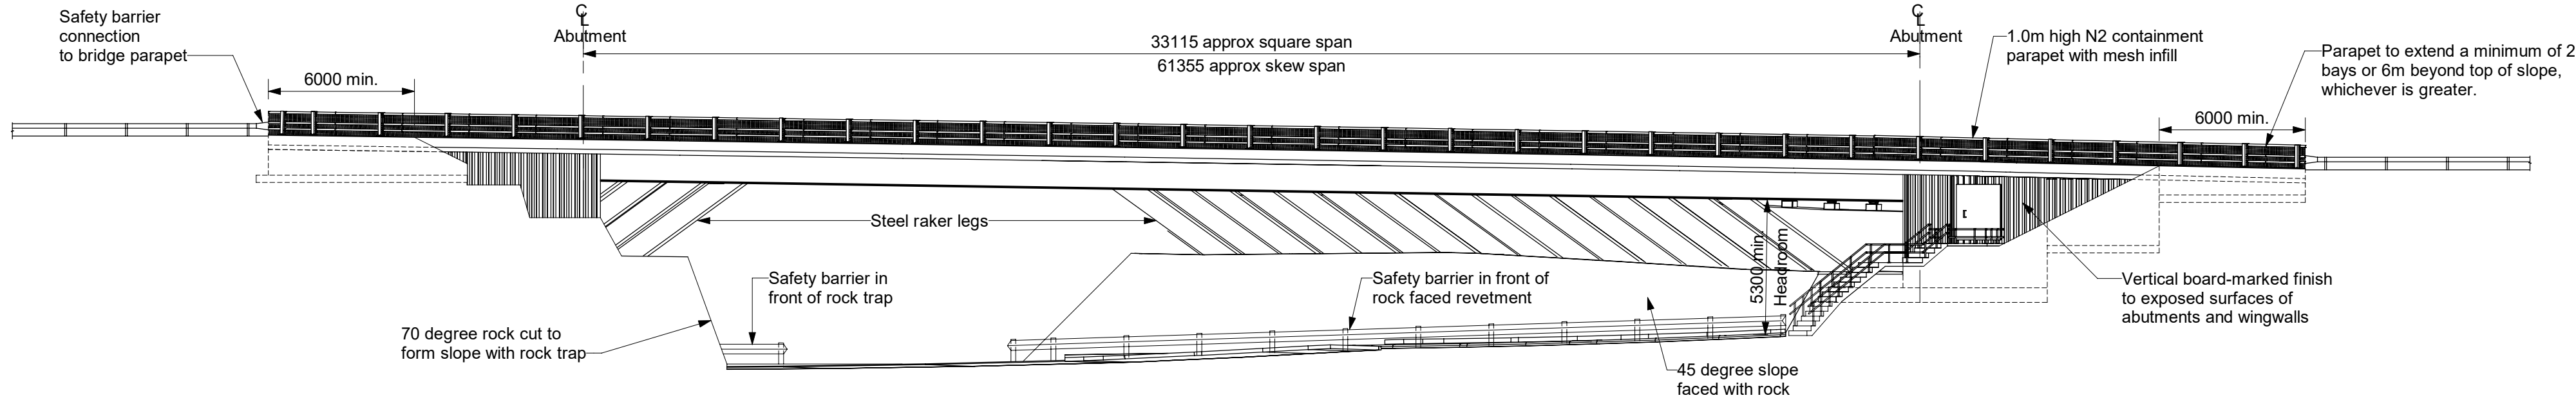 Safety barrier
connection
to bridge parapet
6000 min.
CL
Abutment
33115 approx square span
61355 approx skew span
CL
Abutment
1.0m high N2 containment
parapet with mesh infill
Parapet to extend a minimum of 2
bays or 6m beyond top of slope,
whichever is greater.
6000 min.
Steel raker legs
5300 min.
Headroom
Safety barrier in
front of rock trap
Safety barrier in front of
rock faced revetment
Vertical board-marked finish
to exposed surfaces of
abutments and wingwalls
70 degree rock cut to
form slope with rock trap
45 degree slope
faced with rock